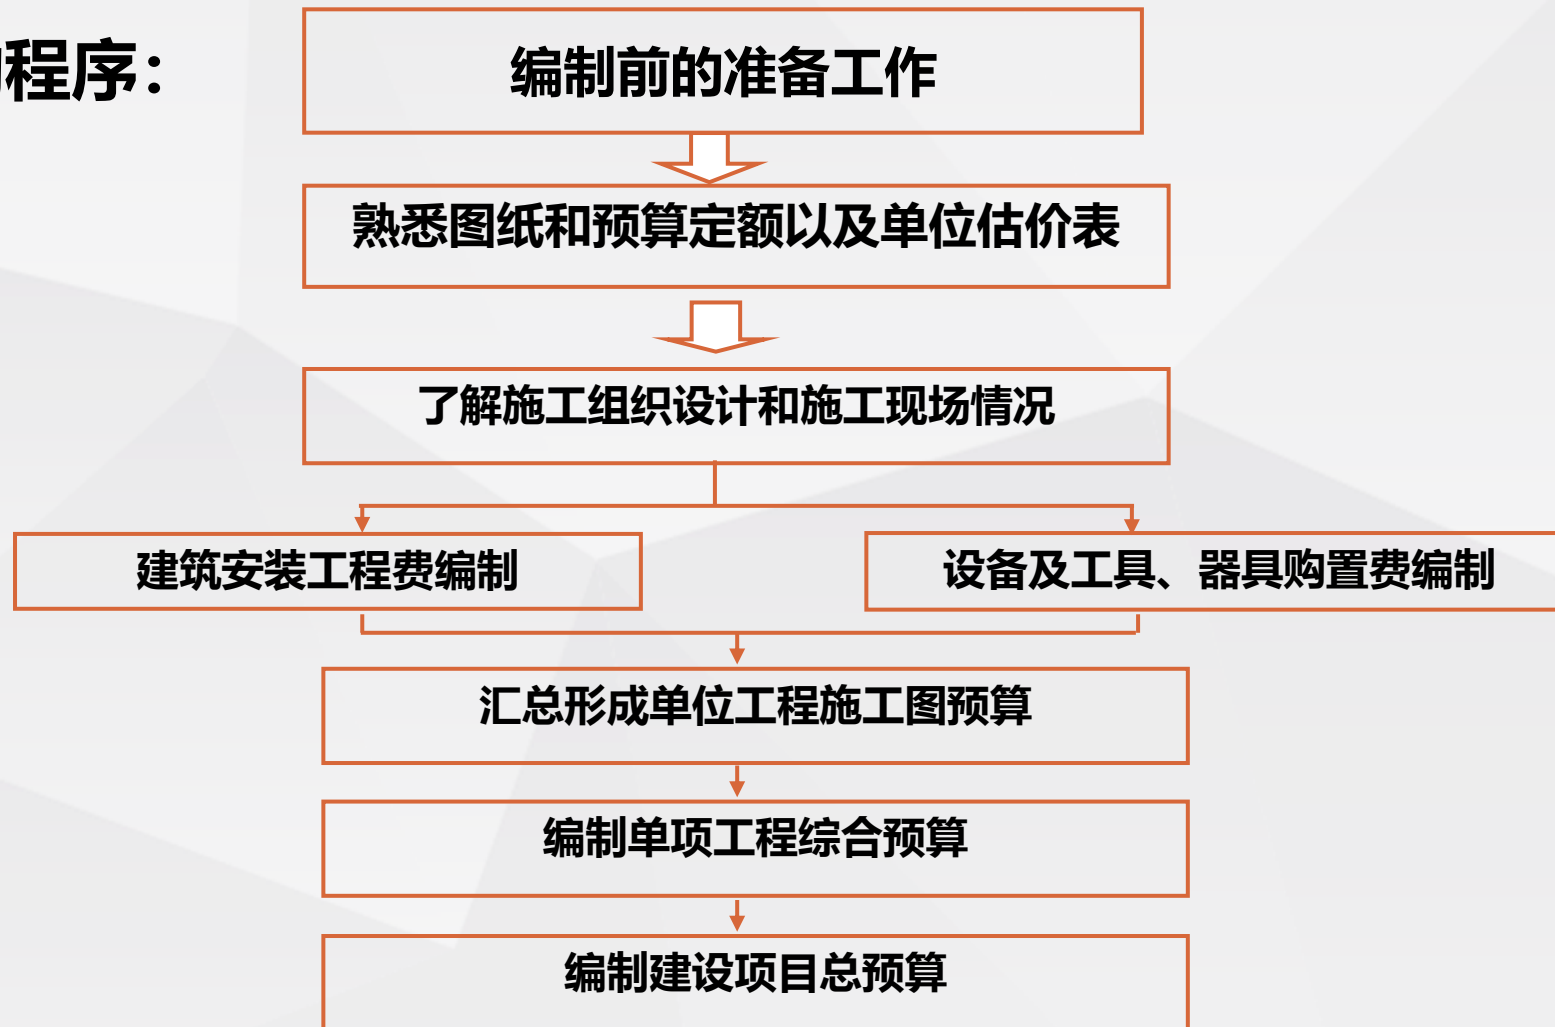 程序：
编制前的准备工作
熟悉图纸和预算定额以及单位估价表
了解施工组织设计和施工现场情况
建筑安装工程费编制
设备及工具、器具购置费编制
汇总形成单位工程施工图预算
编制单项工程综合预算
编制建设项目总预算